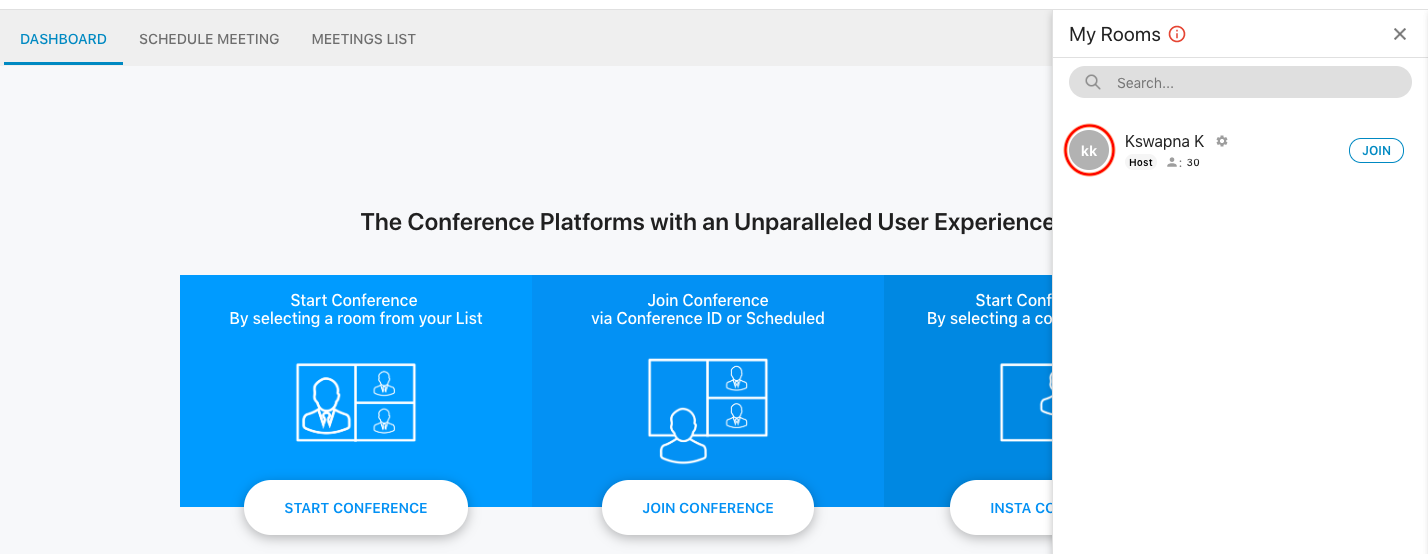 DASHBOARD SCHEDULE MEETING MEETINGS LIST
My Rooms
Search...
kk
Kswapna K
Host : 30
JOIN
The Conference Platforms with an Unparalleled User Experience
Start Conference
By selecting a room from your List
START CONFERENCE
Join Conference
via Conference ID or Scheduled
JOIN CONFERENCE
Start Conf
By selecting a co
INSTA CO